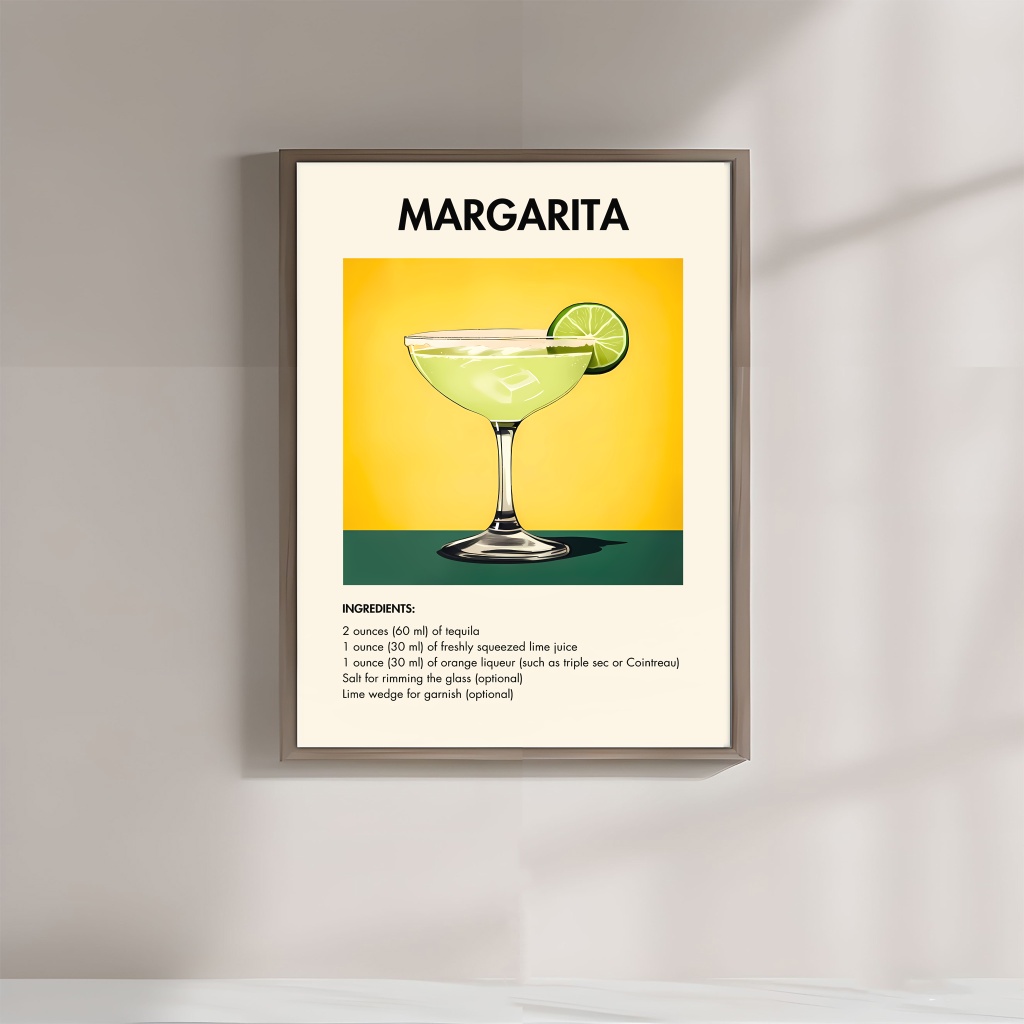 MARGARITA
INGREDIENTS:
2 ounces (60 ml) of tequila
1 ounce (30 ml) of freshly squeezed lime juice
1 ounce (30 ml) of orange liqueur (such as triple sec or Cointreau)
Salt for rimming the glass (optional)
Lime wedge for garnish (optional)